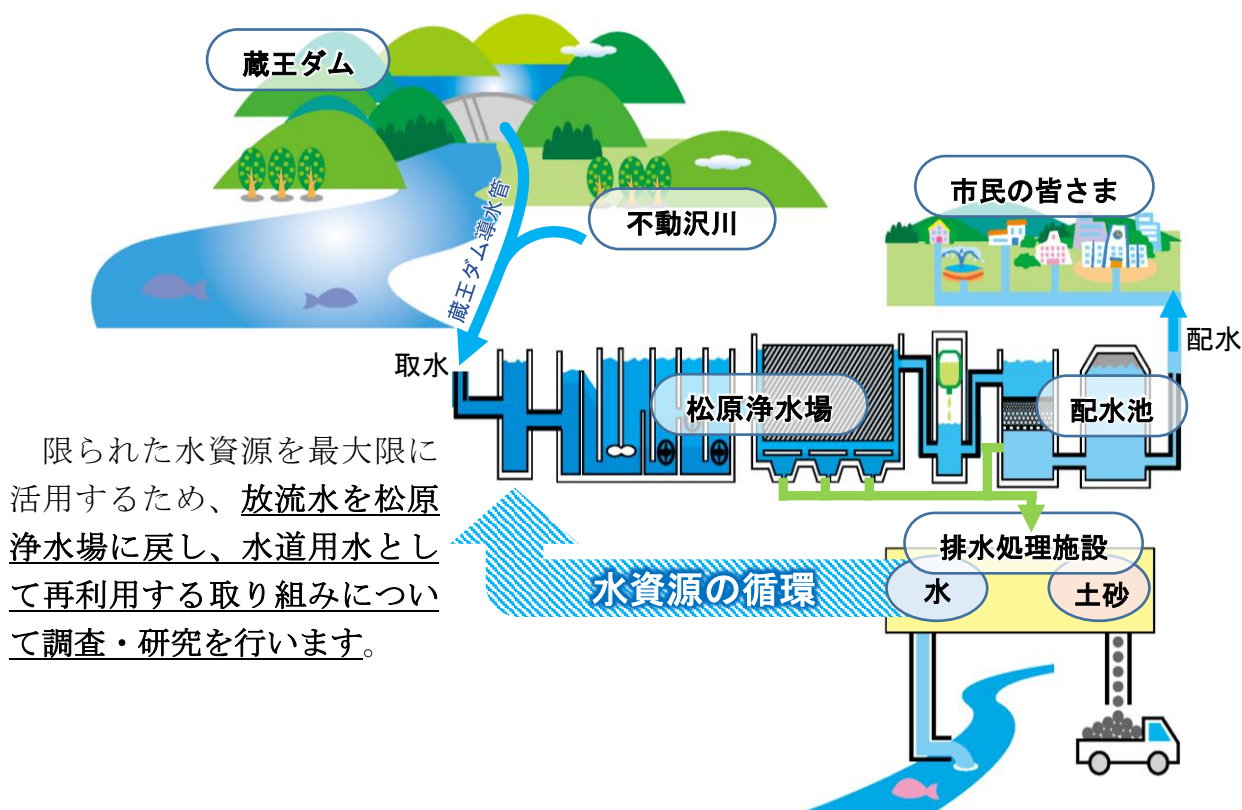 蔵王ダム
市民の皆さま
蔵王ダム導水管
不動沢川
配水
取水
松原浄水場
配水池
　限られた水資源を最大限に
活用するため、放流水を松原
浄水場に戻し、水道用水とし
て再利用する取り組みについ
て調査・研究を行います。
排水処理施設
水資源の循環
水
土砂